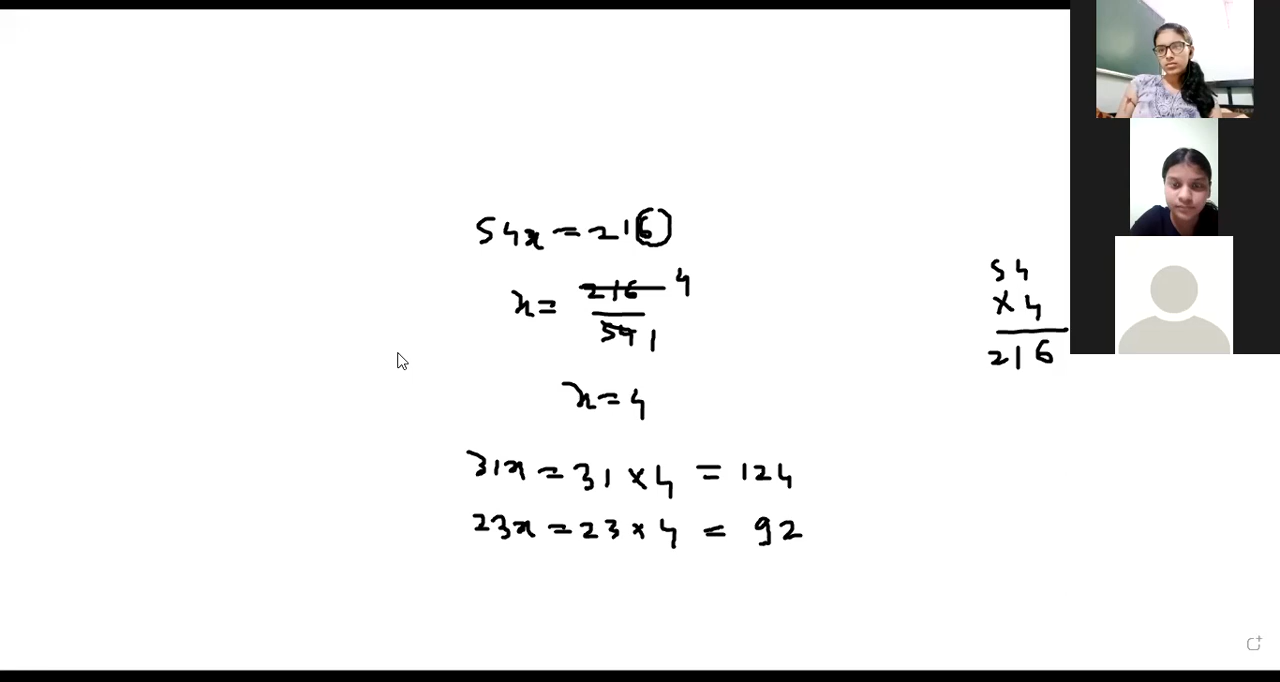 54x = 216
x = 216 4
54 1
x = 4
31x = 31 × 4 = 124
23x = 23 × 4 = 92
54
× 4
216